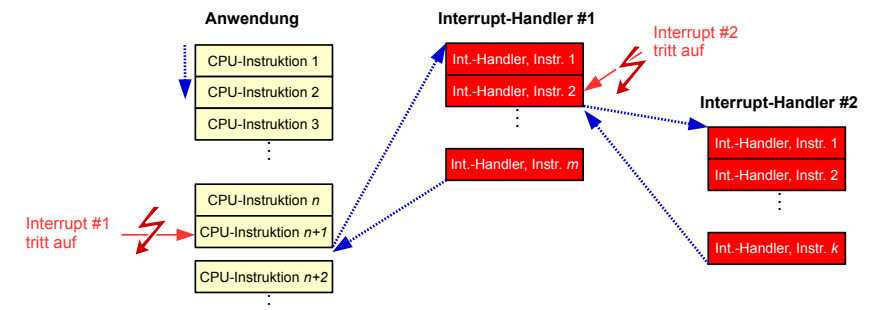 Anwendung
CPU-Instruktion 1
CPU-Instruktion 2
CPU-Instruktion 3
CPU-Instruktion n
CPU-Instruktion n+1
CPU-Instruktion n+2
Interrupt #1
tritt auf
Interrupt-Handler #1
Int.-Handler, Instr. 1
Int.-Handler, Instr. 2
Int.-Handler, Instr. m
Interrupt #2
tritt auf
Interrupt-Handler #2
Int.-Handler, Instr. 1
Int.-Handler, Instr. 2
Int.-Handler, Instr. k